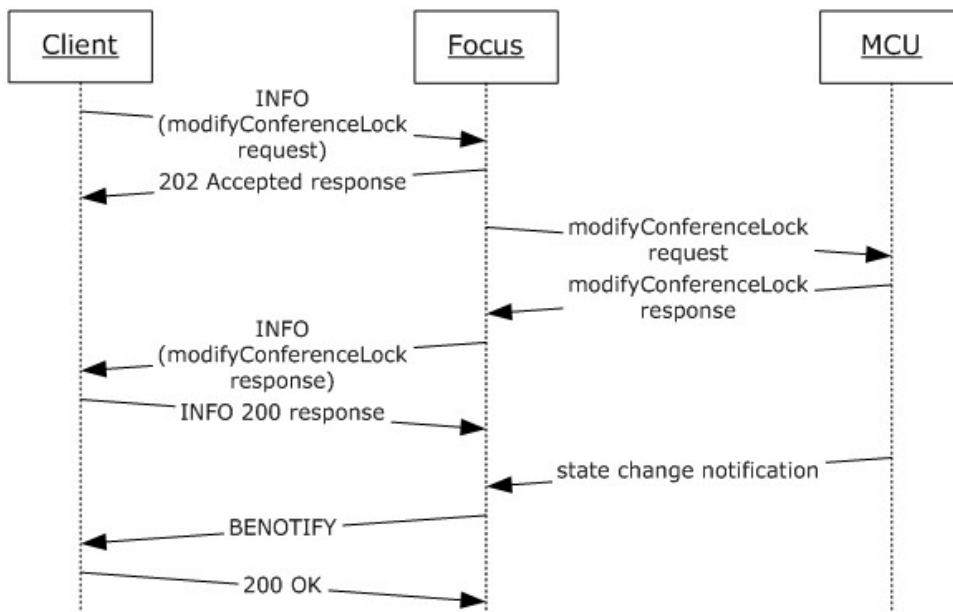 Client
Focus
MCU
INFO
(modifyConferenceLock
request)
202 Accepted response
modifyConferenceLock
request
modifyConferenceLock
response
INFO
(modifyConferenceLock
response)
INFO 200 response
state change notification
BENOTIFY
200 OK